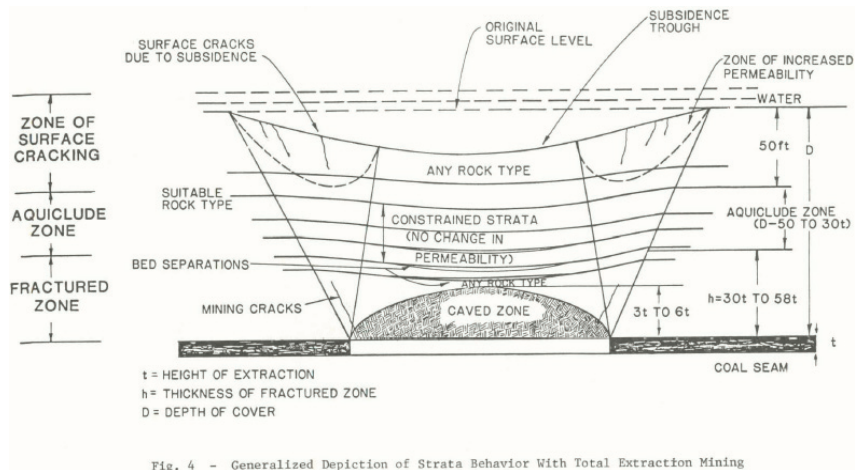 SURFACE CRACKS
DUE TO SUBSIDENCE
ORIGINAL
SURFACE LEVEL
SUBSIDENCE
TROUGH
ZONE OF INCREASED
PERMEABILITY
WATER
ZONE OF
SURFACE
CRACKING
50ft
D
ANY ROCK TYPE
SUITABLE
ROCK TYPE
AQUICLUDE
ZONE
CONSTRAINED STRATA
(NO CHANGE IN
PERMEABILITY)
AQUICLUDE ZONE
(D-50 TO 30t)
BED SEPARATIONS
ANY ROCK TYPE
FRACTURED
ZONE
MINING CRACKS
CAVED ZONE
3t TO 6t
h=30t TO 58t
t
COAL SEAM
t = HEIGHT OF EXTRACTION
h = THICKNESS OF FRACTURED ZONE
D = DEPTH OF COVER
Fig. 4 - Generalized Depiction of Strata Behavior With Total Extraction Mining